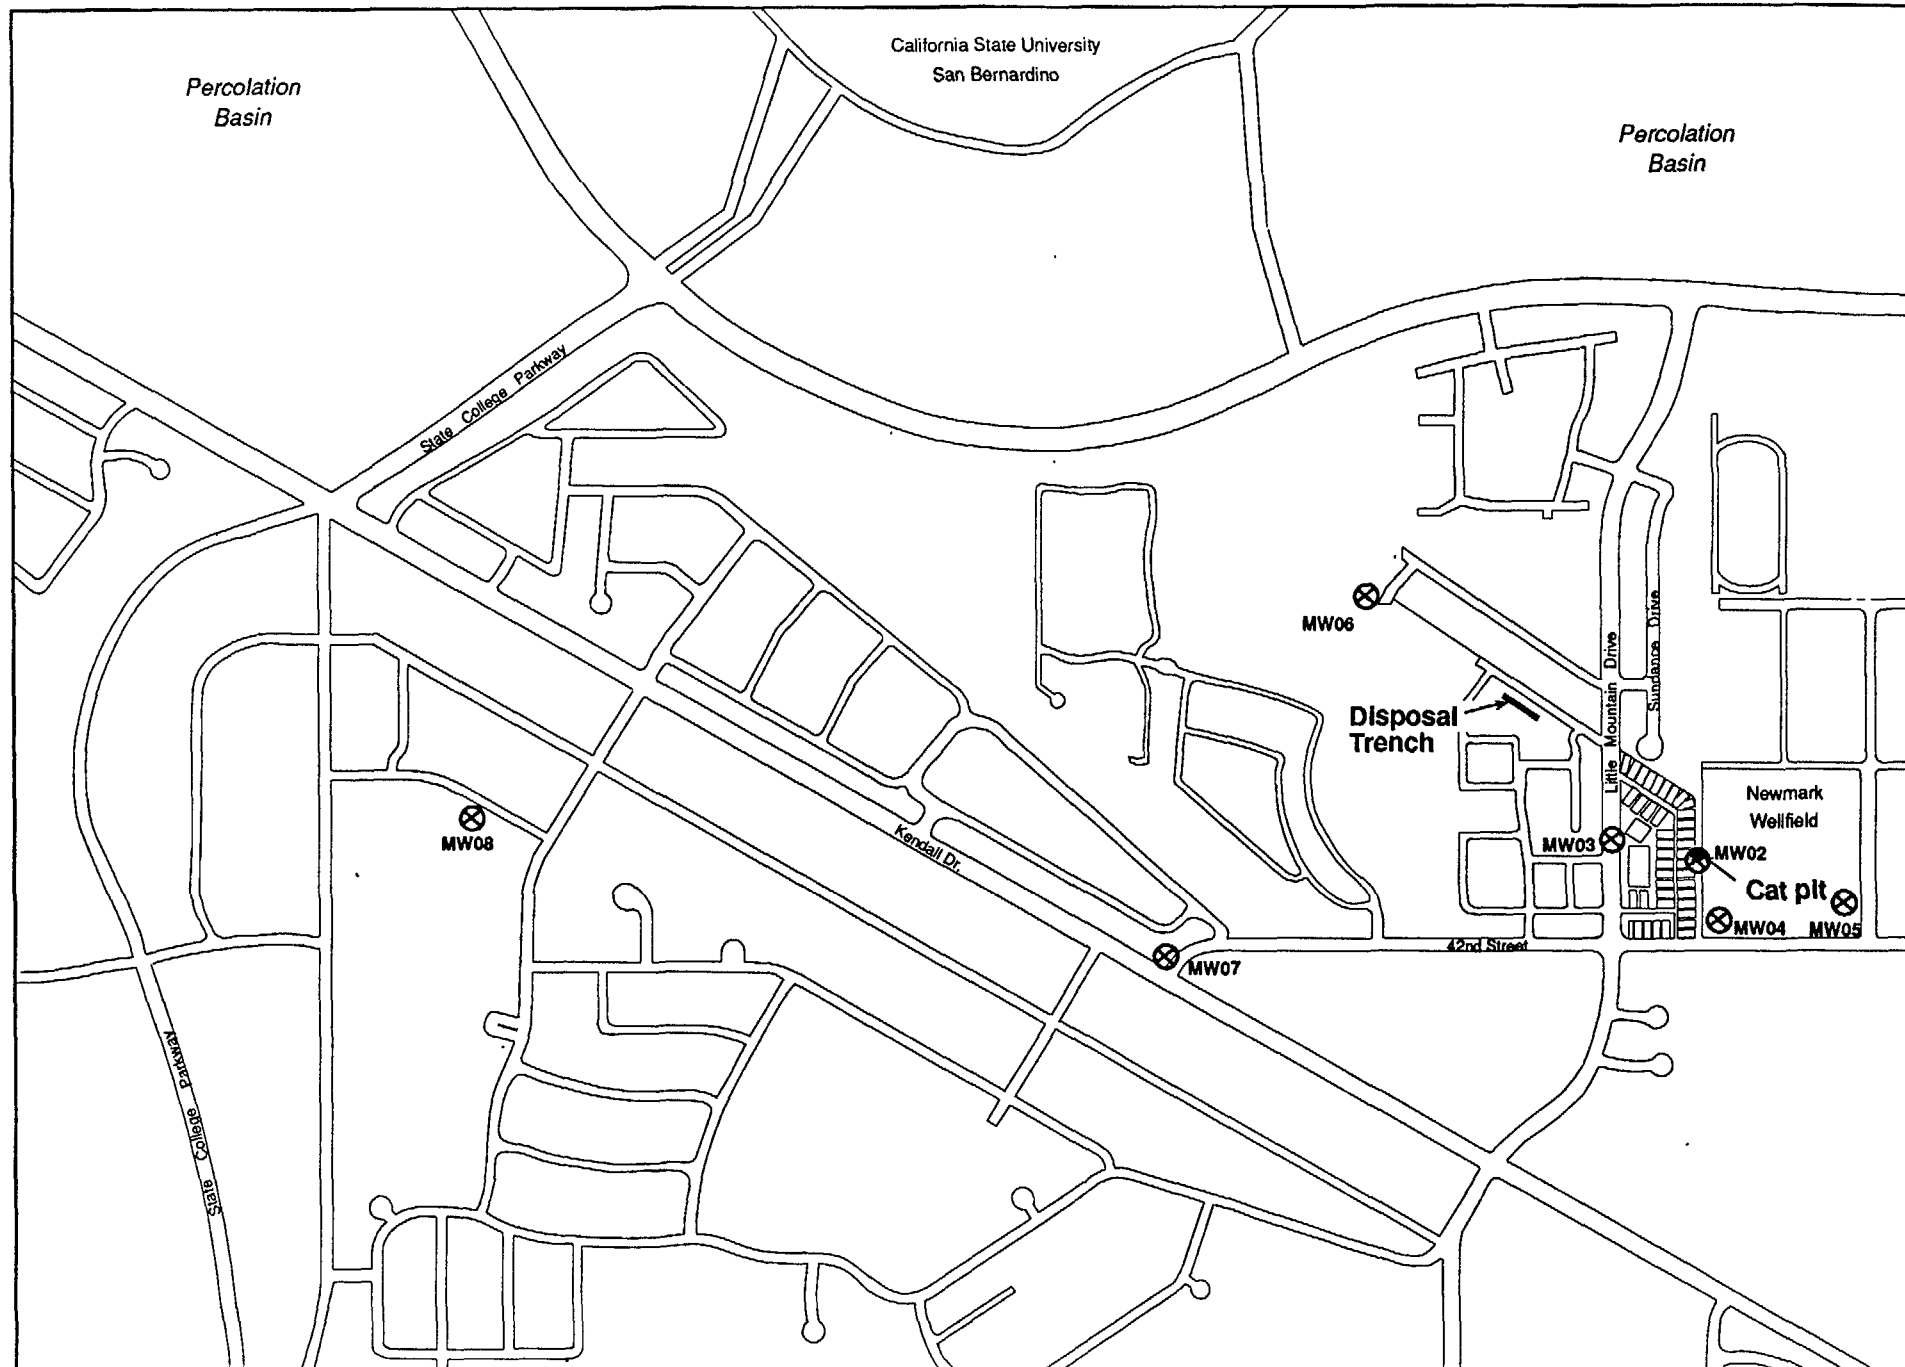 California State University
San Bernardino
Percolation
Basin
Percolation
Basin
State College Parkway
MW06
Little Mountain Drive
Sundance Drive
Disposal
Trench
Newmark
Wellfield
MW08
Kendall Dr.
MW03
MW02
Cat pit
MW04
MW05
42nd Street
MW07
State College Parkway